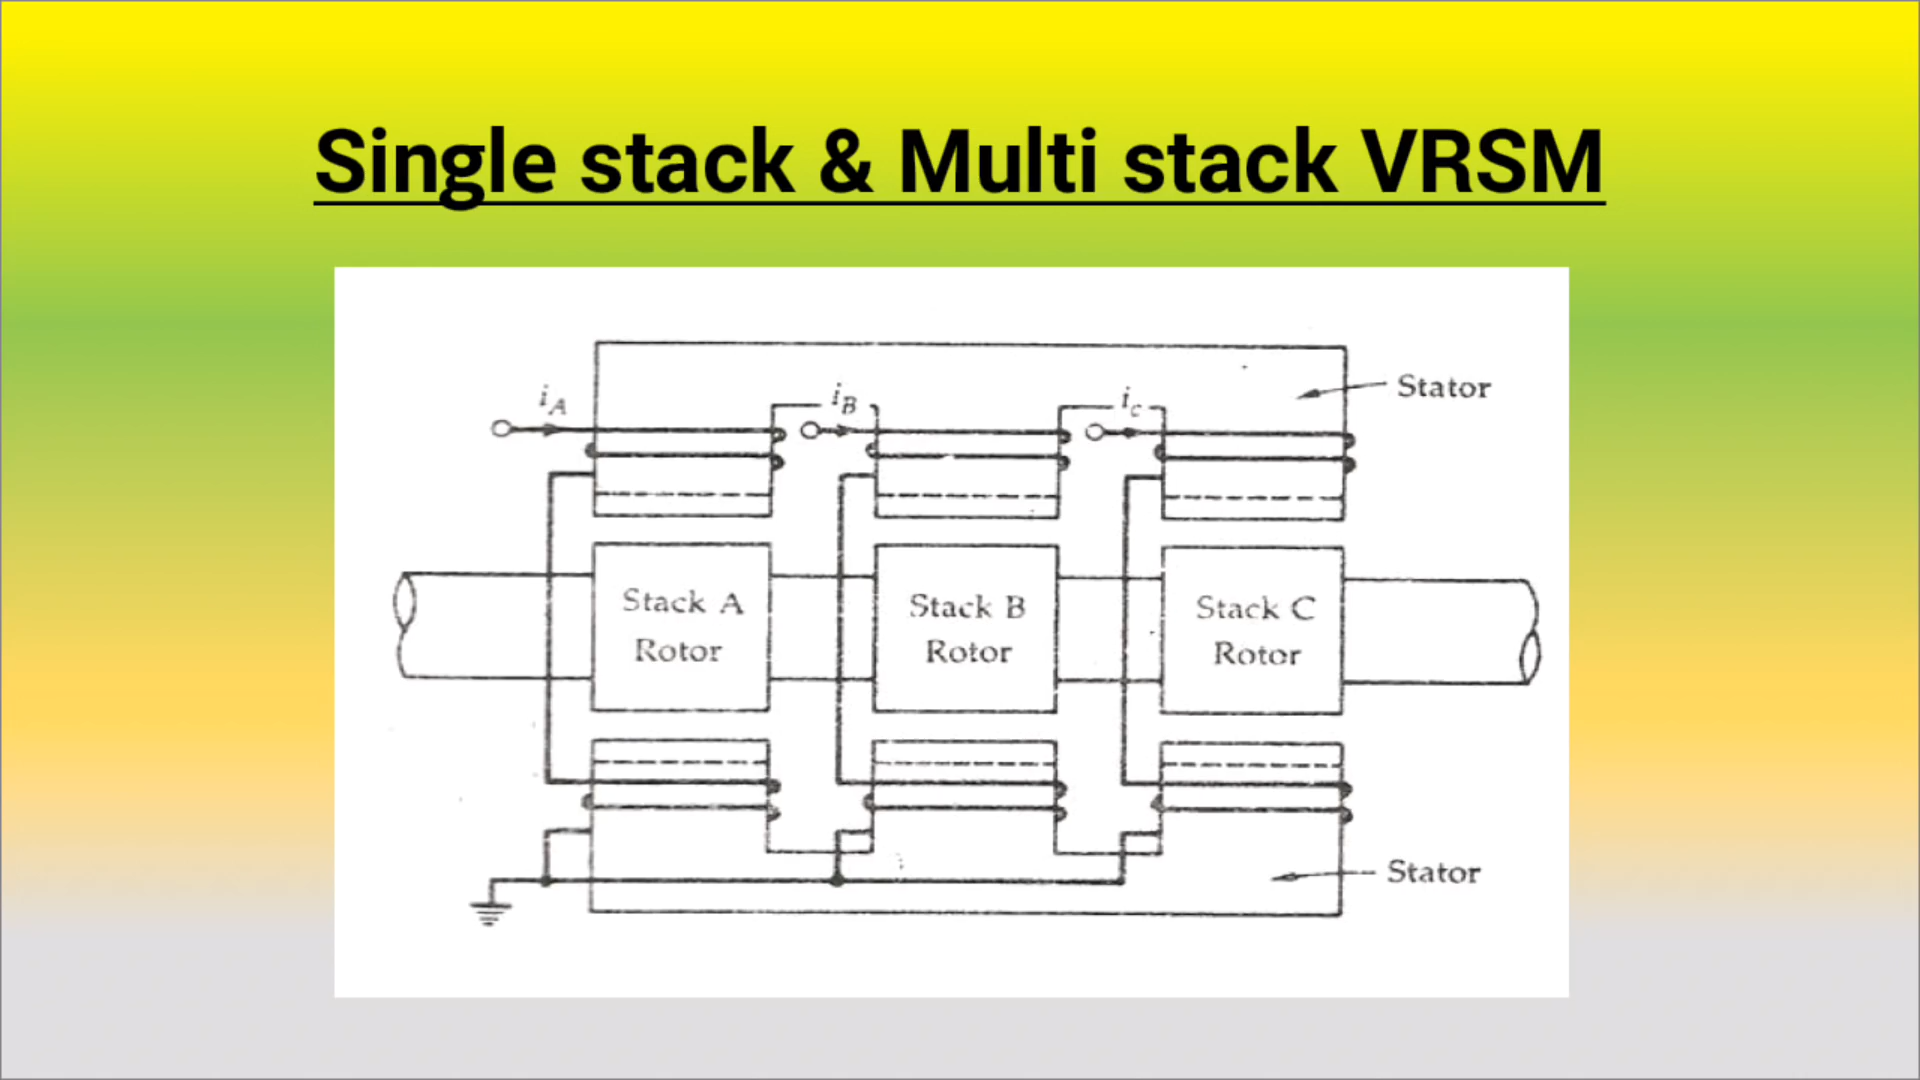 Single stack & Multi stack VRSM
iA
iB
ic
Stator
Stack A
Rotor
Stack B
Rotor
Stack C
Rotor
Stator